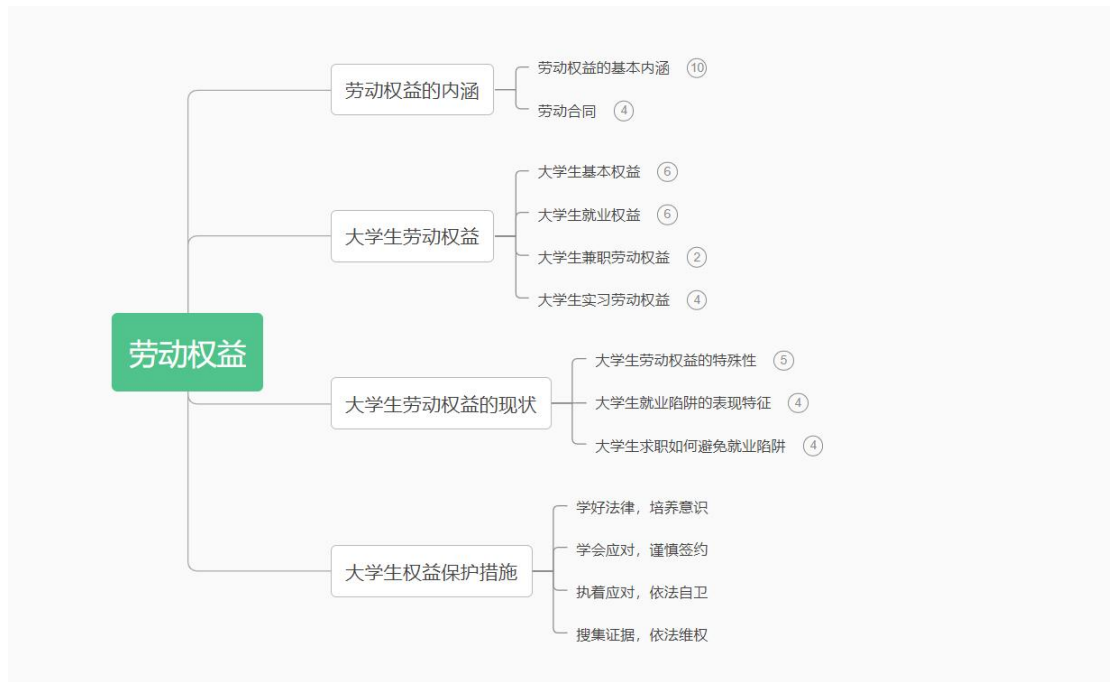 劳动权益
劳动权益的内涵
劳动权益的基本内涵 10
劳动合同 4
大学生劳动权益
大学生基本权益 6
大学生就业权益 6
大学生兼职劳动权益 2
大学生实习劳动权益 4
大学生劳动权益的现状
大学生劳动权益的特殊性 5
大学生就业陷阱的表现特征 4
大学生求职如何避免就业陷阱 4
大学生权益保护措施
学好法律，培养意识
学会应对，谨慎签约
执着应对，依法自卫
搜集证据，依法维权